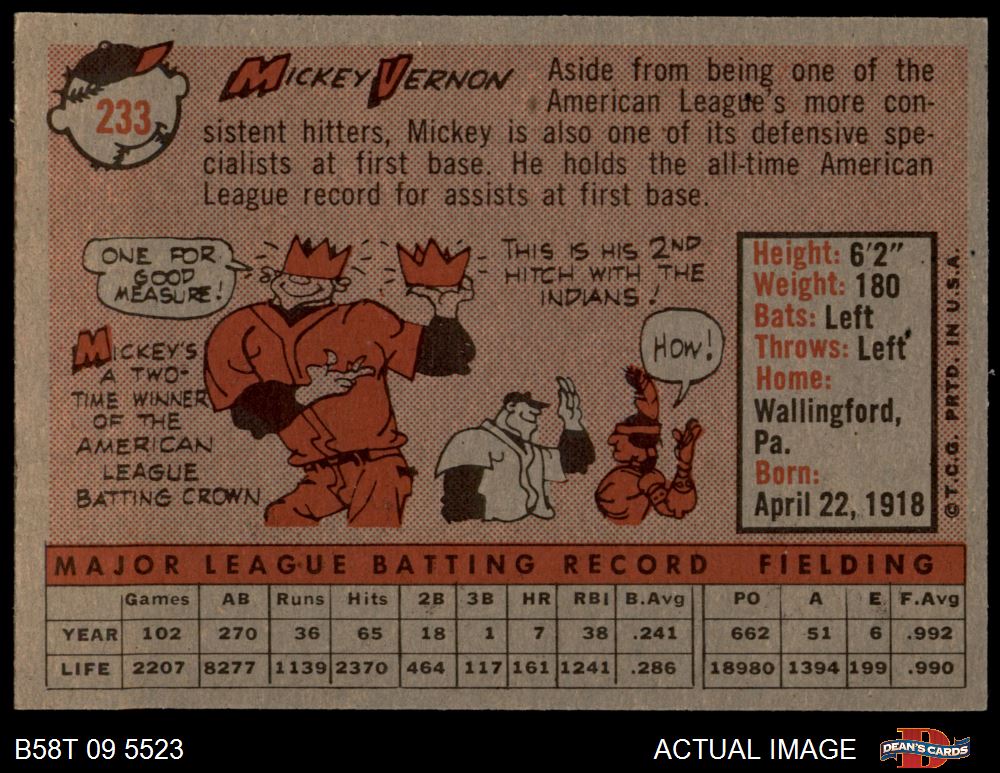 233
MICKEY VERNON
Aside from being one of the
American League's more con-
sistent hitters, Mickey is also one of its defensive spe-
cialists at first base. He holds the all-time American
League record for assists at first base.
ONE FOR
GOOD
MEASURE!
MICKEY'S
A TWO-
TIME WINNER
OF THE
AMERICAN
LEAGUE
BATTING CROWN
THIS IS HIS 2ND
HITCH WITH THE
INDIANS!
HOW!
Height: 6'2"
Weight: 180
Bats: Left
Throws: Left
Home:
Wallingford,
Pa.
Born:
April 22, 1918
© T.C.G. PRTD. IN U.S.A.
MAJOR LEAGUE BATTING RECORD FIELDING
Games AB Runs Hits 2B 3B HR RBI B.Avg PO A E F.Avg
YEAR 102 270 36 65 18 1 7 38 .241 662 51 6 .992
LIFE 2207 8277 1139 2370 464 117 161 1241 .286 18980 1394 199 .990
B58T 09 5523
ACTUAL IMAGE
DEAN'S CARDS